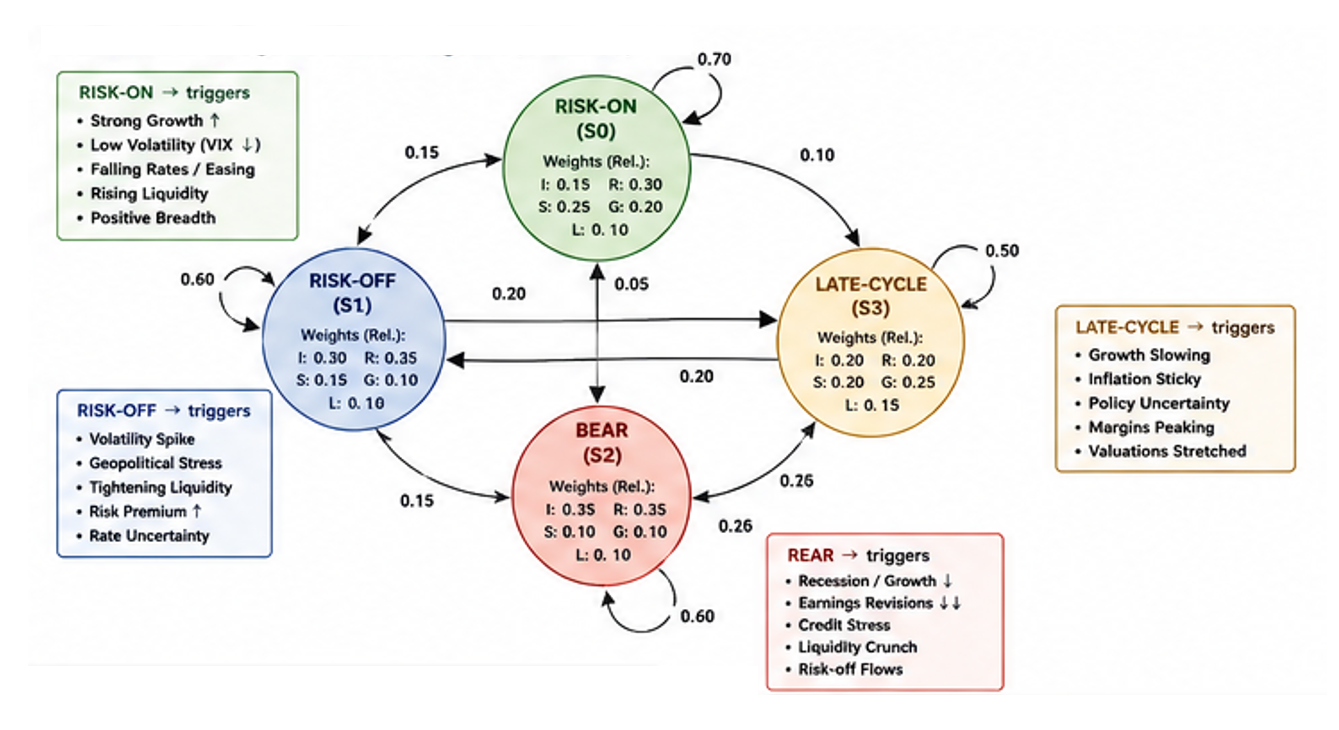 0.70
RISK-ON → triggers
• Strong Growth ↑
• Low Volatility (VIX ↓)
• Falling Rates / Easing
• Rising Liquidity
• Positive Breadth
RISK-ON
(S0)
Weights (Rel.):
I: 0.15 R: 0.30
S: 0.25 G: 0.20
L: 0. 10
0.15
0.10
0.60
RISK-OFF
(S1)
Weights (Rel.):
I: 0.30 R: 0.35
S: 0.15 G: 0.10
L: 0. 10
0.20
0.05
0.20
LATE-CYCLE
(S3)
Weights (Rel.):
I: 0.20 R: 0.20
S: 0.20 G: 0.25
L: 0. 15
0.50
LATE-CYCLE → triggers
• Growth Slowing
• Inflation Sticky
• Policy Uncertainty
• Margins Peaking
• Valuations Stretched
RISK-OFF → triggers
• Volatility Spike
• Geopolitical Stress
• Tightening Liquidity
• Risk Premium ↑
• Rate Uncertainty
BEAR
(S2)
Weights (Rel.):
I: 0.35 R: 0.35
S: 0.10 G: 0.10
L: 0. 10
0.15
0.25
0.26
0.60
REAR → triggers
• Recession / Growth ↓
• Earnings Revisions ↓↓
• Credit Stress
• Liquidity Crunch
• Risk-off Flows